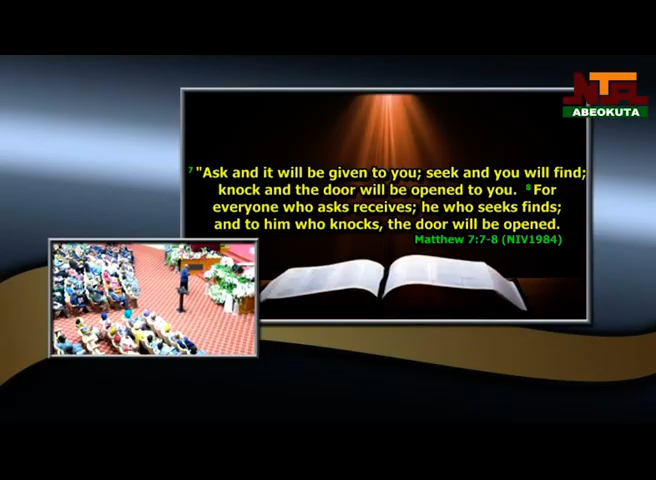 NTA
ABEOKUTA
7 "Ask and it will be given to you; seek and you will find;
knock and the door will be opened to you. 8 For
everyone who asks receives; he who seeks finds;
and to him who knocks, the door will be opened.
Matthew 7:7-8 (NIV1984)